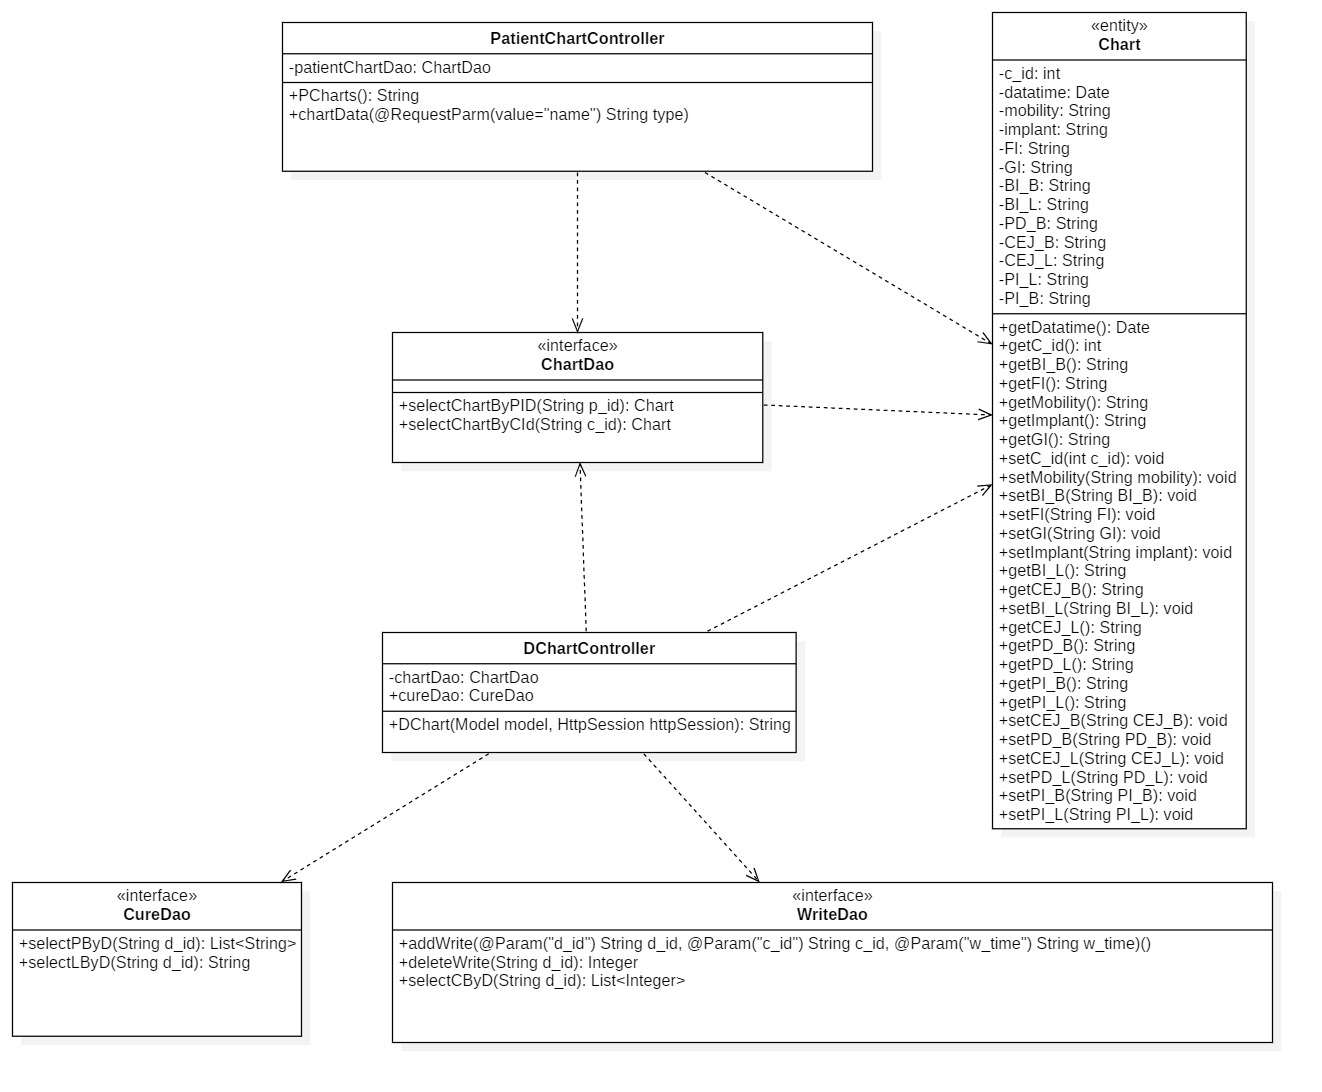 PatientChartController
-patientChartDao: ChartDao
+PCharts(): String
+chartData(@RequestParm(value="name") String type)
«entity»
Chart
-c_id: int
-datatime: Date
-mobility: String
-implant: String
-FI: String
-GI: String
-BI_B: String
-BI_L: String
-PD_B: String
-CEJ_B: String
-CEJ_L: String
-PI_L: String
-PI_B: String
+getDatatime(): Date
+getC_id(): int
+getBI_B(): String
+getFI(): String
+getMobility(): String
+getImplant(): String
+getGI(): String
+setC_id(int c_id): void
+setMobility(String mobility): void
+setBI_B(String BI_B): void
+setFI(String FI): void
+setGI(String GI): void
+setImplant(String implant): void
+getBI_L(): String
+getCEJ_B(): String
+setBI_L(String BI_L): void
+getCEJ_L(): String
+getPD_B(): String
+getPD_L(): String
+getPI_B(): String
+getPI_L(): String
+setCEJ_B(String CEJ_B): void
+setPD_B(String PD_B): void
+setCEJ_L(String CEJ_L): void
+setPD_L(String PD_L): void
+setPI_B(String PI_B): void
+setPI_L(String PI_L): void
«interface»
ChartDao
+selectChartByPID(String p_id): Chart
+selectChartByCId(String c_id): Chart
DChartController
-chartDao: ChartDao
+cureDao: CureDao
+DChart(Model model, HttpSession httpSession): String
«interface»
CureDao
+selectPByD(String d_id): List<String>
+selectLByD(String d_id): String
«interface»
WriteDao
+addWrite(@Param("d_id") String d_id, @Param("c_id") String c_id, @Param("w_time") String w_time)()
+deleteWrite(String d_id): Integer
+selectCByD(String d_id): List<Integer>